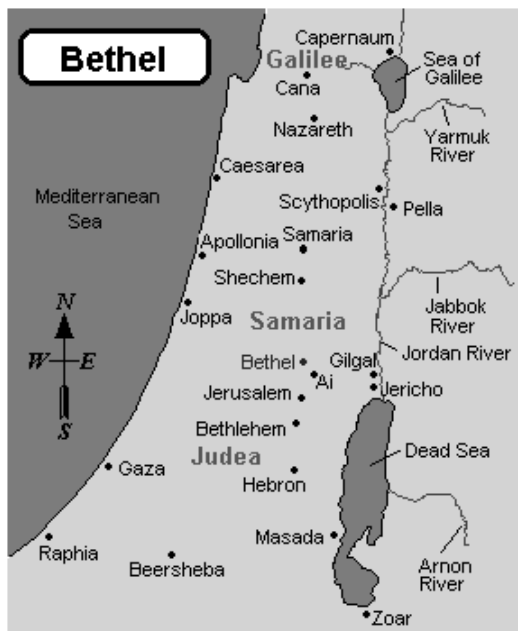 Bethel
Capernaum
Galilee
Sea of
Galilee
Cana
Nazareth
Yarmuk
River
Caesarea
Mediterranean
Sea
Scythopolis
Pella
Samaria
Apollonia
Shechem
N
Jabbok
River
Joppa
Samaria
Jordan River
W
E
Bethel
Gilgal
Ai
Jericho
Jerusalem
S
Bethlehem
Judea
Dead Sea
Gaza
Hebron
Masada
Raphia
Beersheba
Arnon
River
Zoar